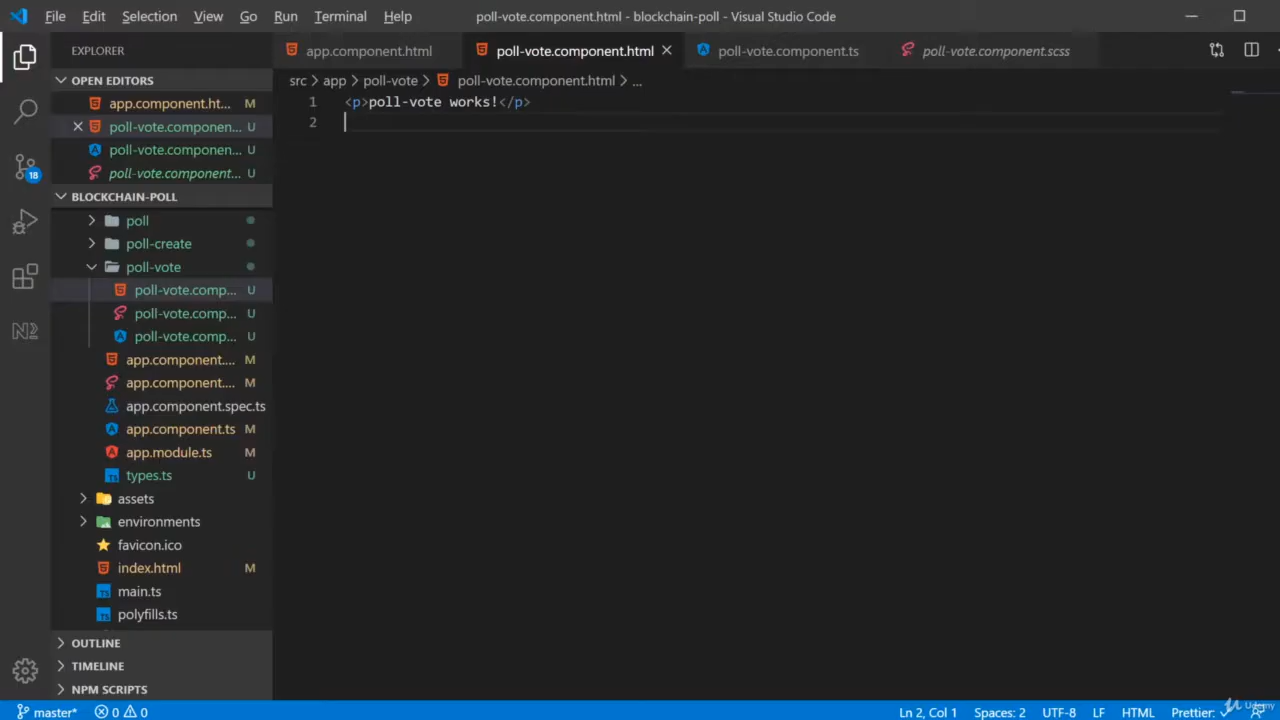 File Edit Selection View Go Run Terminal Help
poll-vote.component.html - blockchain-poll - Visual Studio Code
EXPLORER
app.component.html
poll-vote.component.html
poll-vote.component.ts
poll-vote.component.scss
OPEN EDITORS
app.component.ht... M
poll-vote.componen... U
poll-vote.componen... U
poll-vote.component... U
src > app > poll-vote > poll-vote.component.html > ...
1 <p>poll-vote works!</p>
2
18
BLOCKCHAIN-POLL
poll
poll-create
poll-vote
poll-vote.comp... U
poll-vote.comp... U
poll-vote.comp... U
app.component.... M
app.component.... M
app.component.spec.ts
app.component.ts M
app.module.ts M
types.ts U
assets
environments
favicon.ico
index.html M
main.ts
polyfills.ts
OUTLINE
TIMELINE
NPM SCRIPTS
master* 0 0
Ln 2, Col 1 Spaces: 2 UTF-8 LF HTML Prettier: ✓
Udemy